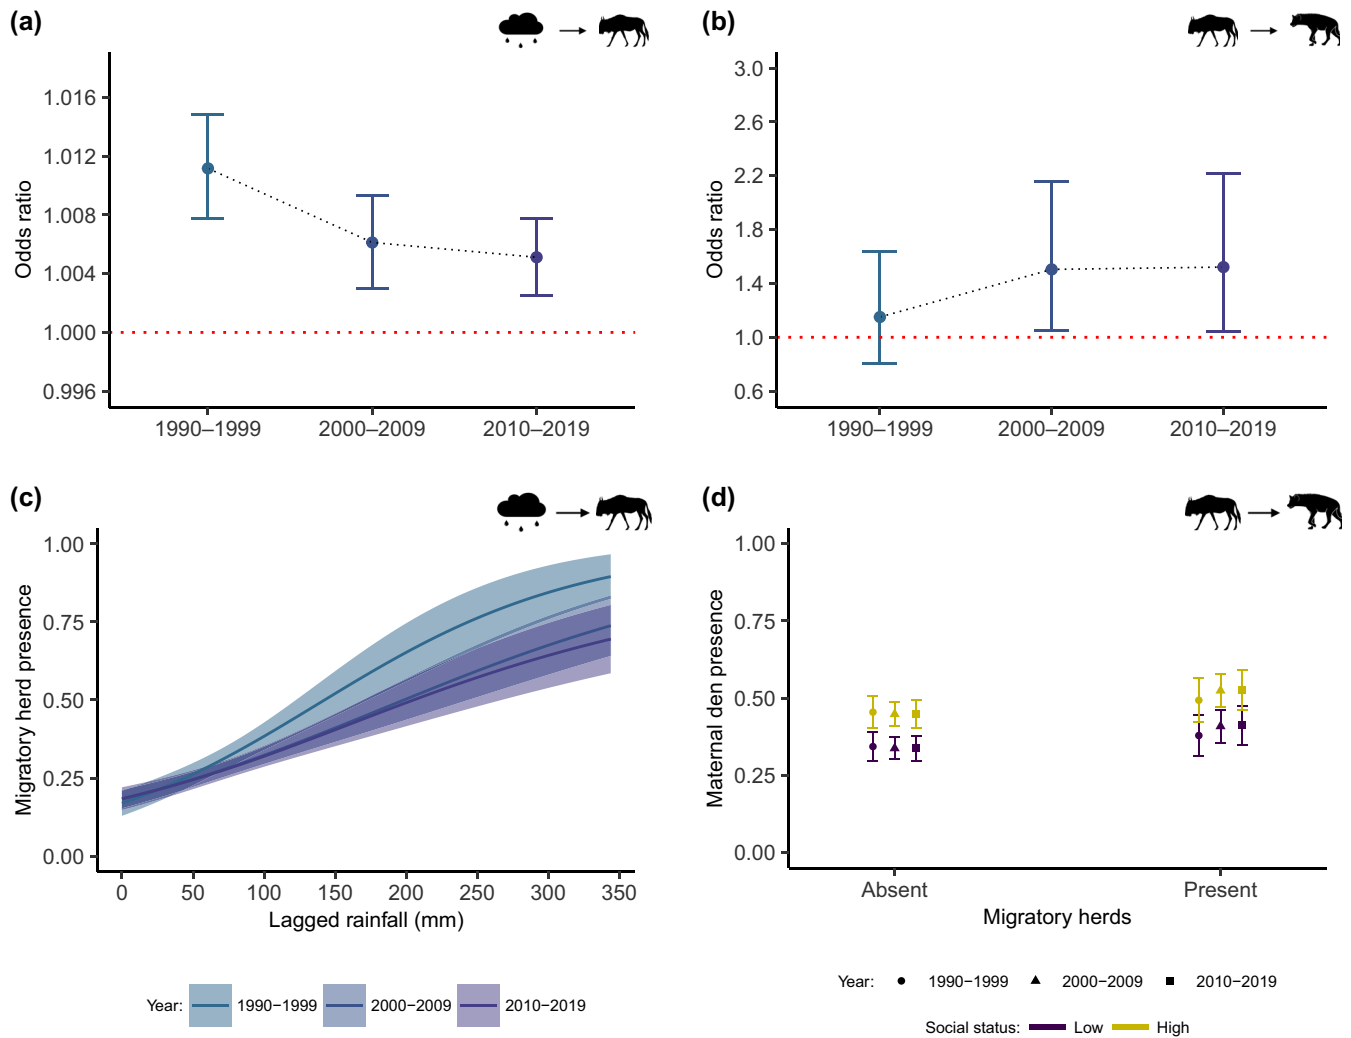 (a)
1.016
1.012
1.008
1.004
1.000
0.996
Odds ratio
1990–1999 2000–2009 2010–2019
(b)
3.0
2.6
2.2
1.8
1.4
1.0
0.6
Odds ratio
1990–1999 2000–2009 2010–2019
(c)
1.00
0.75
0.50
0.25
0.00
Migratory herd presence
0 50 100 150 200 250 300 350
Lagged rainfall (mm)
Year: 1990−1999 2000−2009 2010−2019
(d)
1.00
0.75
0.50
0.25
0.00
Maternal den presence
Absent Present
Migratory herds
Year: 1990−1999 2000−2009 2010−2019
Social status: Low High